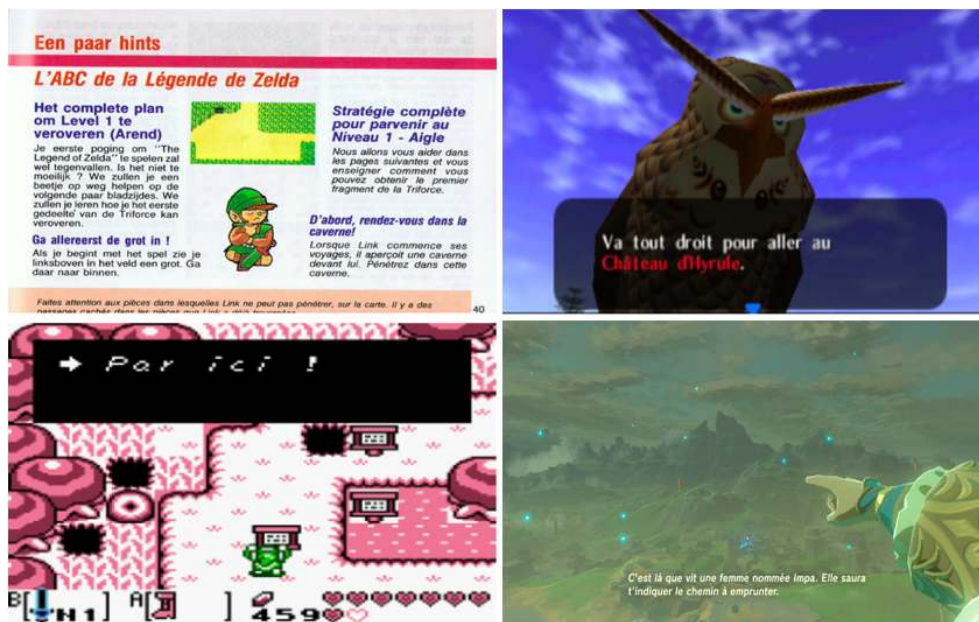 Een paar hints
L'ABC de la Légende de Zelda
Het complete plan
om Level 1 te
veroveren (Arend)
Je eerste poging om "The
Legend of Zelda" te spelen zal
wel tegenvallen. Is het niet te
moeilijk ? We zullen je een
beetje op weg helpen op de
volgende paar bladzijdes. We
zullen je leren hoe je het eerste
gedeelte van de Triforce kan
veroveren.
Ga allereerst de grot in !
Als je begint met het spel zie je
linksboven in het veld een grot. Ga
daar naar binnen.
Stratégie complète
pour parvenir au
Niveau 1 - Aigle
Nous allons vous aider dans
les pages suivantes et vous
enseigner comment vous
pouvez obtenir le premier
fragment de la Triforce.
D'abord, rendez-vous dans la
caverne!
Lorsque Link commence ses
voyages, il aperçoit une caverne
devant lui. Pénétrez dans cette
caverne.
Faites attention aux pièces dans lesquelles Link ne peut pas pénétrer, sur la carte. Il y a des
passages cachés dans les pièces que Link a déjà
40
Va tout droit pour aller au
Château d'Hyrule.
→ Par ici !
B[ N1] A[ ] 459
C'est là que vit une femme nommée Impa. Elle saura
t'indiquer le chemin à emprunter.